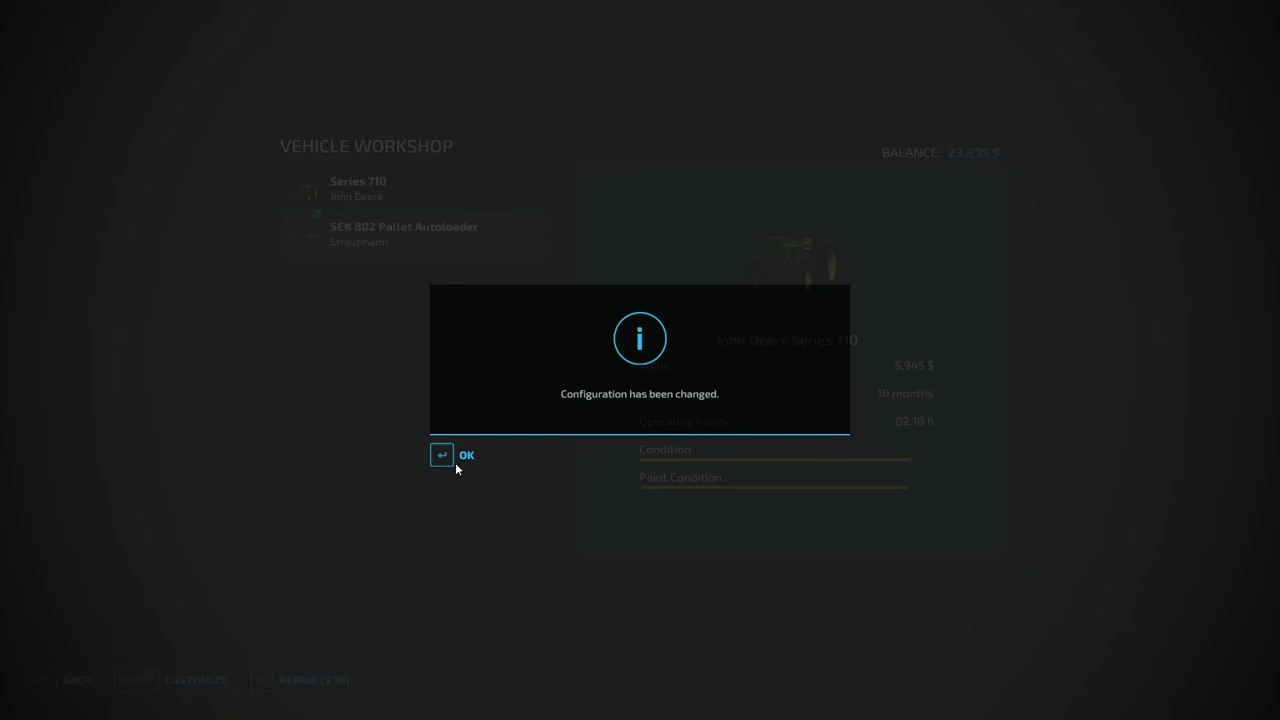 VEHICLE WORKSHOP
BALANCE: 23,835 $
Series 710
John Deere
SEK 802 Pallet Autoloader
Strautmann
John Deere Series 710
5,945 $
10 months
Configuration has been changed.
Operating hours
02.10 h
Condition
Paint Condition
OK
BACK
CUSTOMIZE
REPAIR ($ 10)